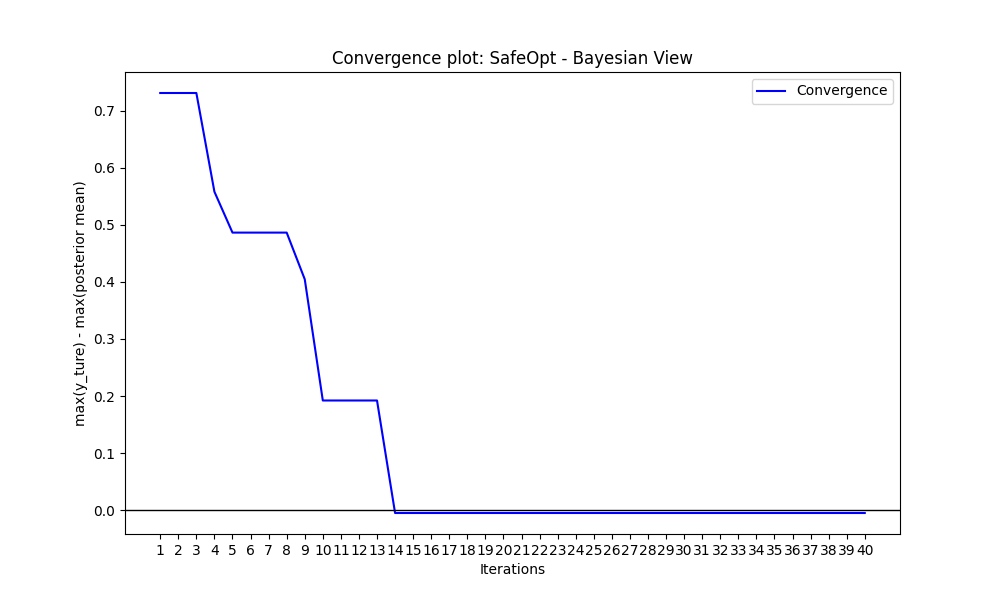 Convergence plot: SafeOpt - Bayesian View
Convergence
max(y_ture) - max(posterior mean)
0.7
0.6
0.5
0.4
0.3
0.2
0.1
0.0
1 2 3 4 5 6 7 8 9 10 11 12 13 14 15 16 17 18 19 20 21 22 23 24 25 26 27 28 29 30 31 32 33 34 35 36 37 38 39 40
Iterations